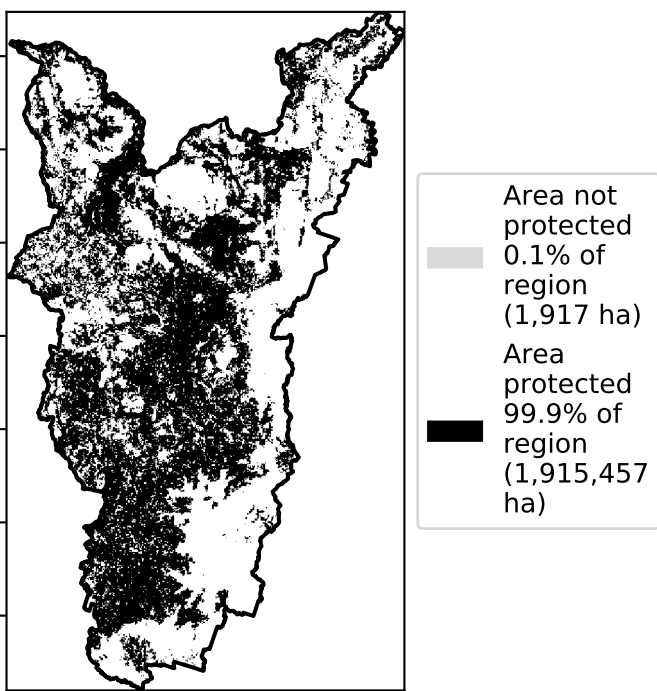 Area not
protected
0.1% of
region
(1,917 ha)
Area
protected
99.9% of
region
(1,915,457
ha)